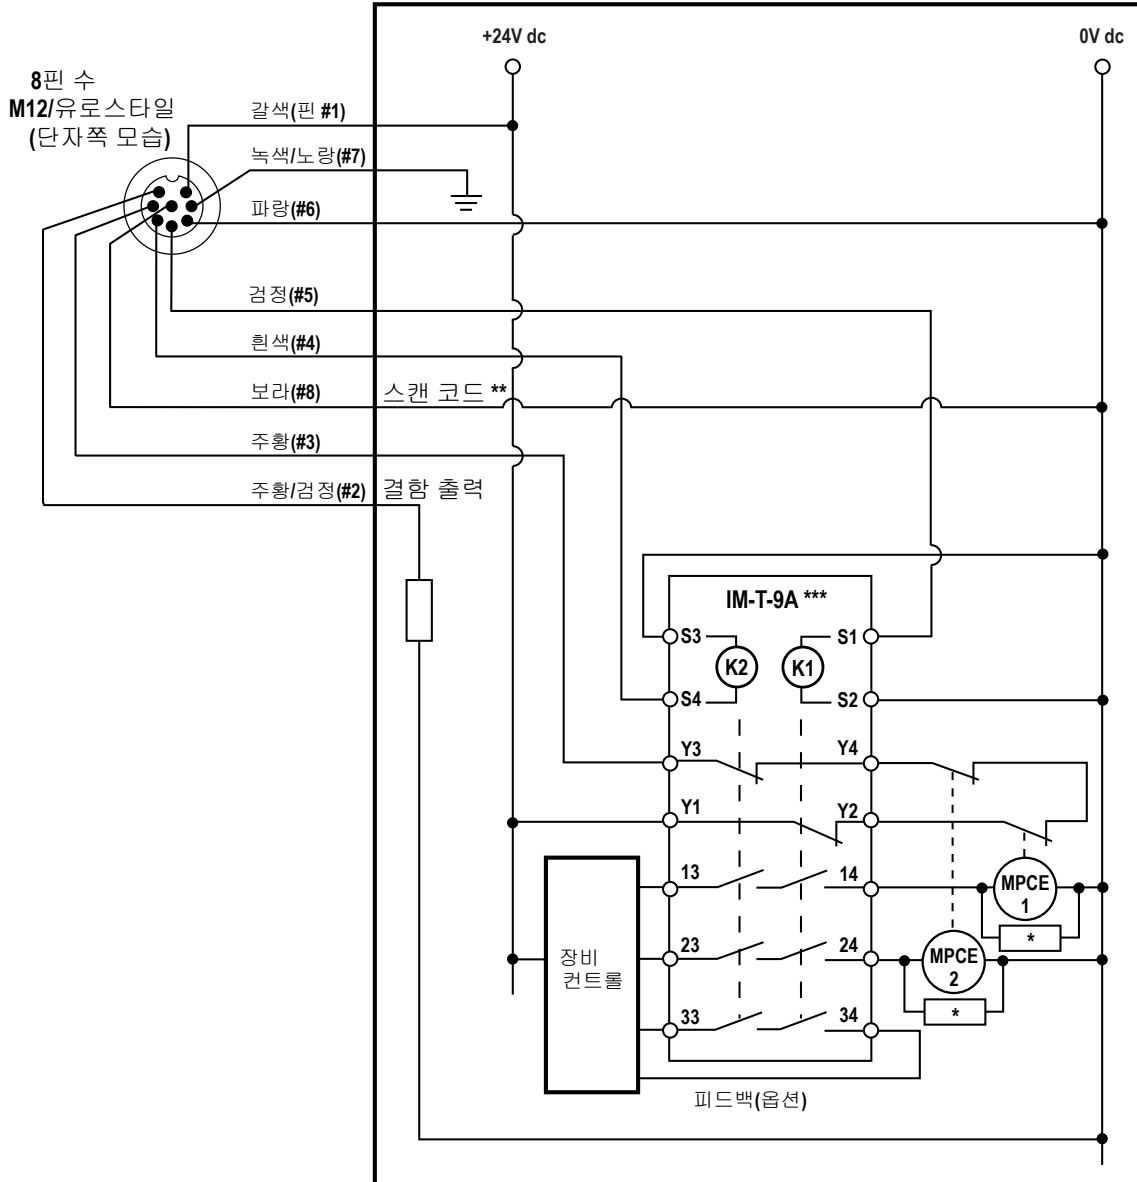 +24V dc
0V dc
8핀 수
M12/유로스타일
(단자쪽 모습)
갈색(핀 #1)
녹색/노랑(#7)
파랑(#6)
검정(#5)
흰색(#4)
보라(#8)
스캔 코드 **
주황(#3)
주황/검정(#2)
결함 출력
IM-T-9A ***
S3
S1
K2
K1
S4
S2
Y3
Y4
Y1
Y2
13
14
MPCE
1
*
23
24
MPCE
2
*
장비
컨트롤
33
34
피드백(옵션)